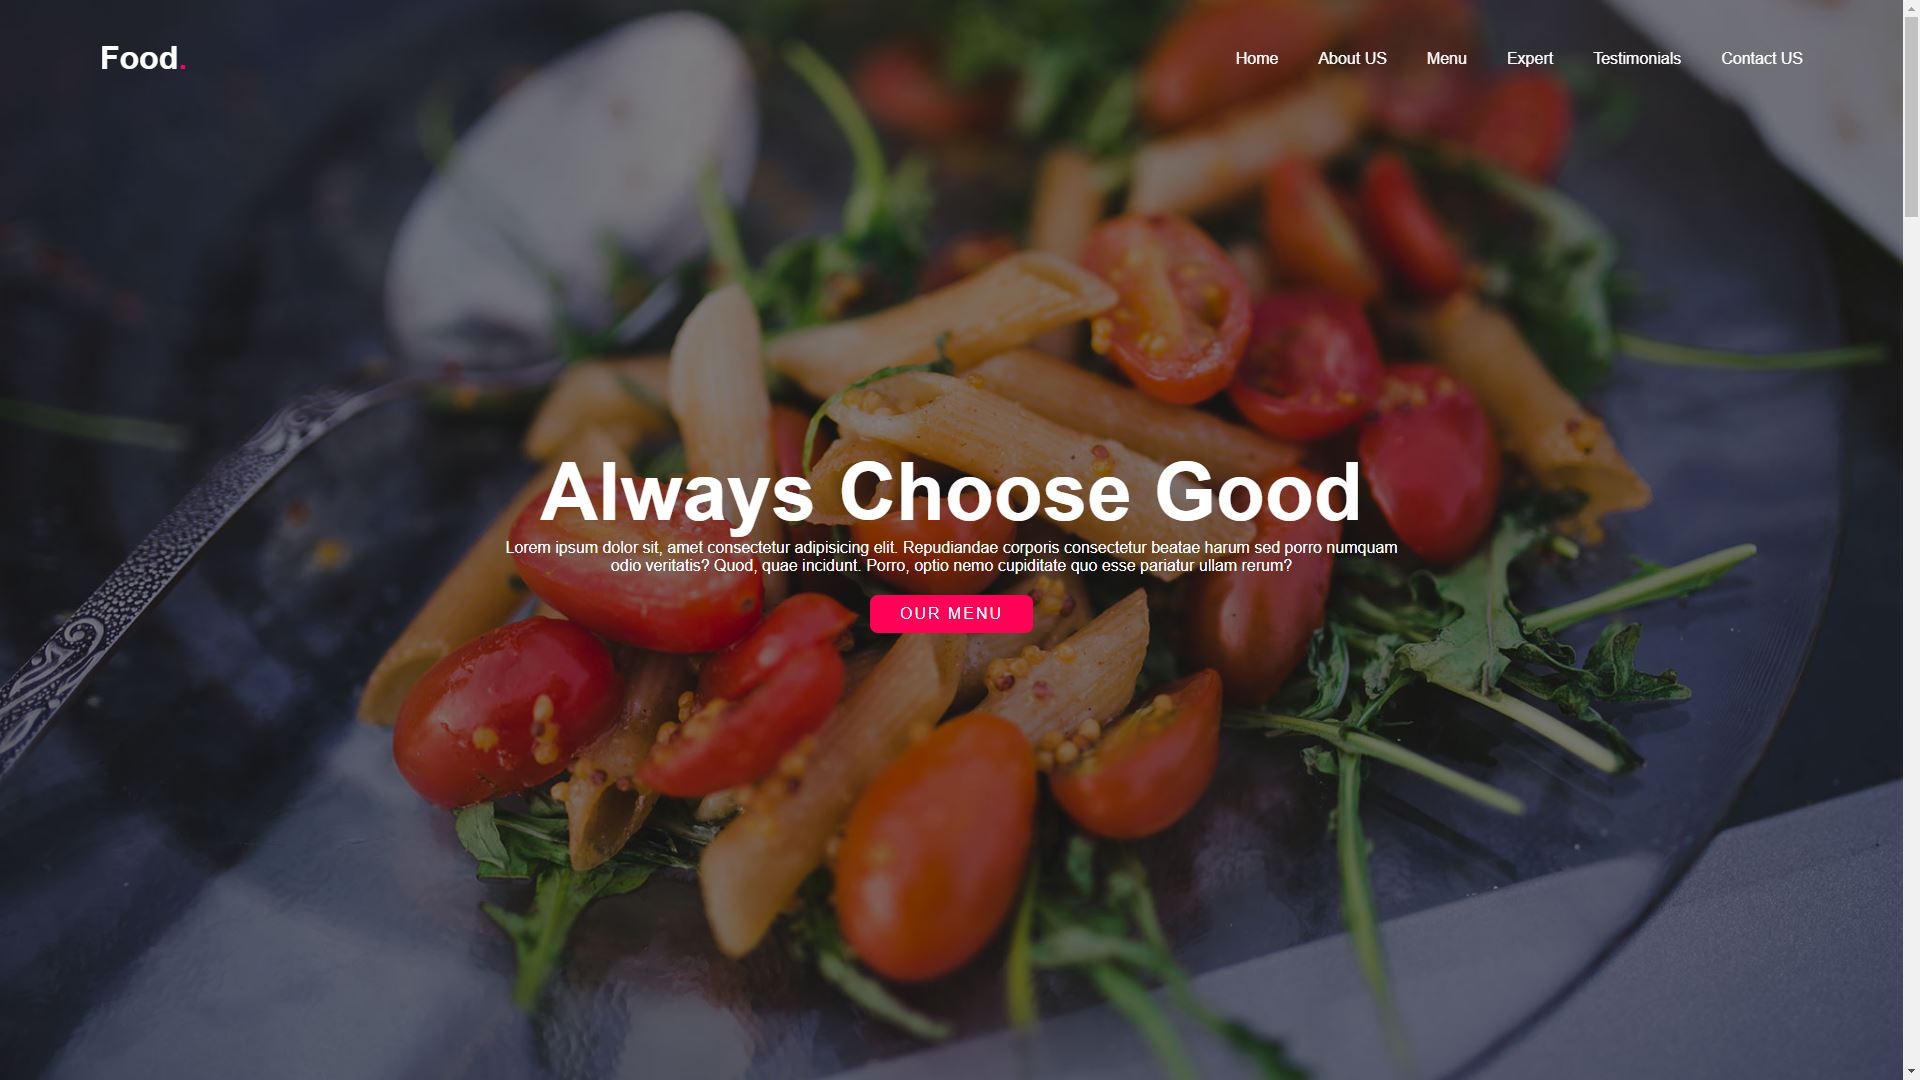 Food.
Home About US Menu Expert Testimonials Contact US
Always Choose Good
Lorem ipsum dolor sit, amet consectetur adipisicing elit. Repudiandae corporis consectetur beatae harum sed porro numquam
odio veritatis? Quod, quae incidunt. Porro, optio nemo cupiditate quo esse pariatur ullam rerum?
OUR MENU